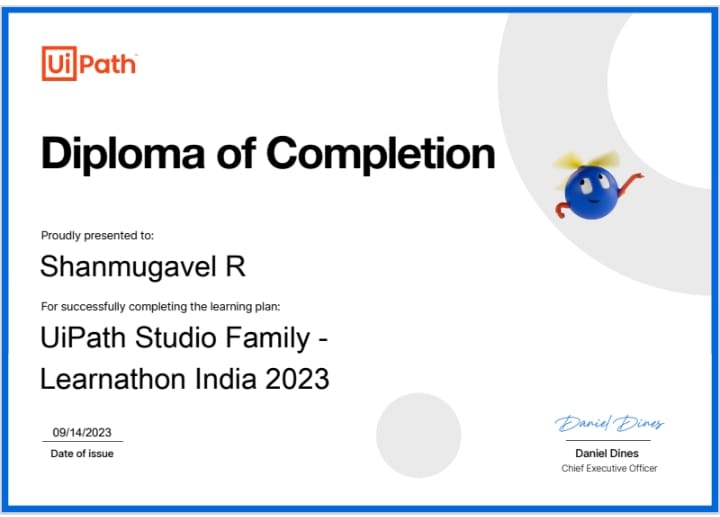 UiPath
Diploma of Completion
Proudly presented to:
Shanmugavel R
For successfully completing the learning plan:
UiPath Studio Family -
Learnathon India 2023
09/14/2023
Date of issue
Daniel Dines
Daniel Dines
Chief Executive Officer